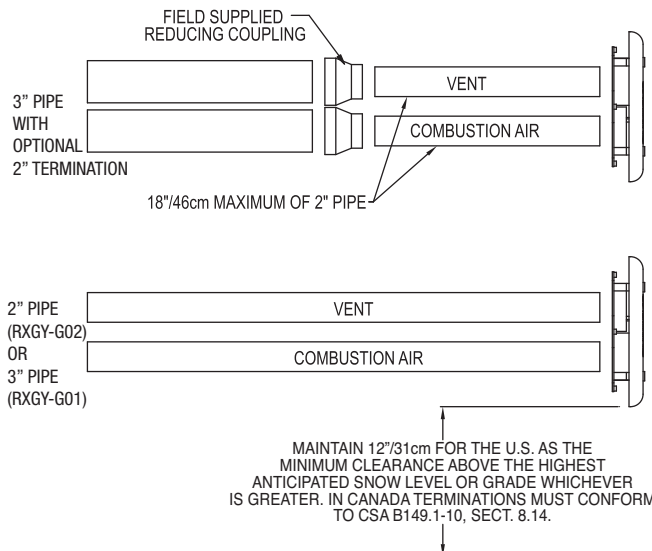 FIELD SUPPLIED
REDUCING COUPLING
VENT
3” PIPE
WITH
OPTIONAL
2” TERMINATION
COMBUSTION AIR
18"/46cm MAXIMUM OF 2" PIPE
2” PIPE
(RXGY-G02)
OR
3” PIPE
(RXGY-G01)
VENT
COMBUSTION AIR
MAINTAIN 12"/31cm FOR THE U.S. AS THE
MINIMUM CLEARANCE ABOVE THE HIGHEST
ANTICIPATED SNOW LEVEL OR GRADE WHICHEVER
IS GREATER. IN CANADA TERMINATIONS MUST CONFORM
TO CSA B149.1-10, SECT. 8.14.